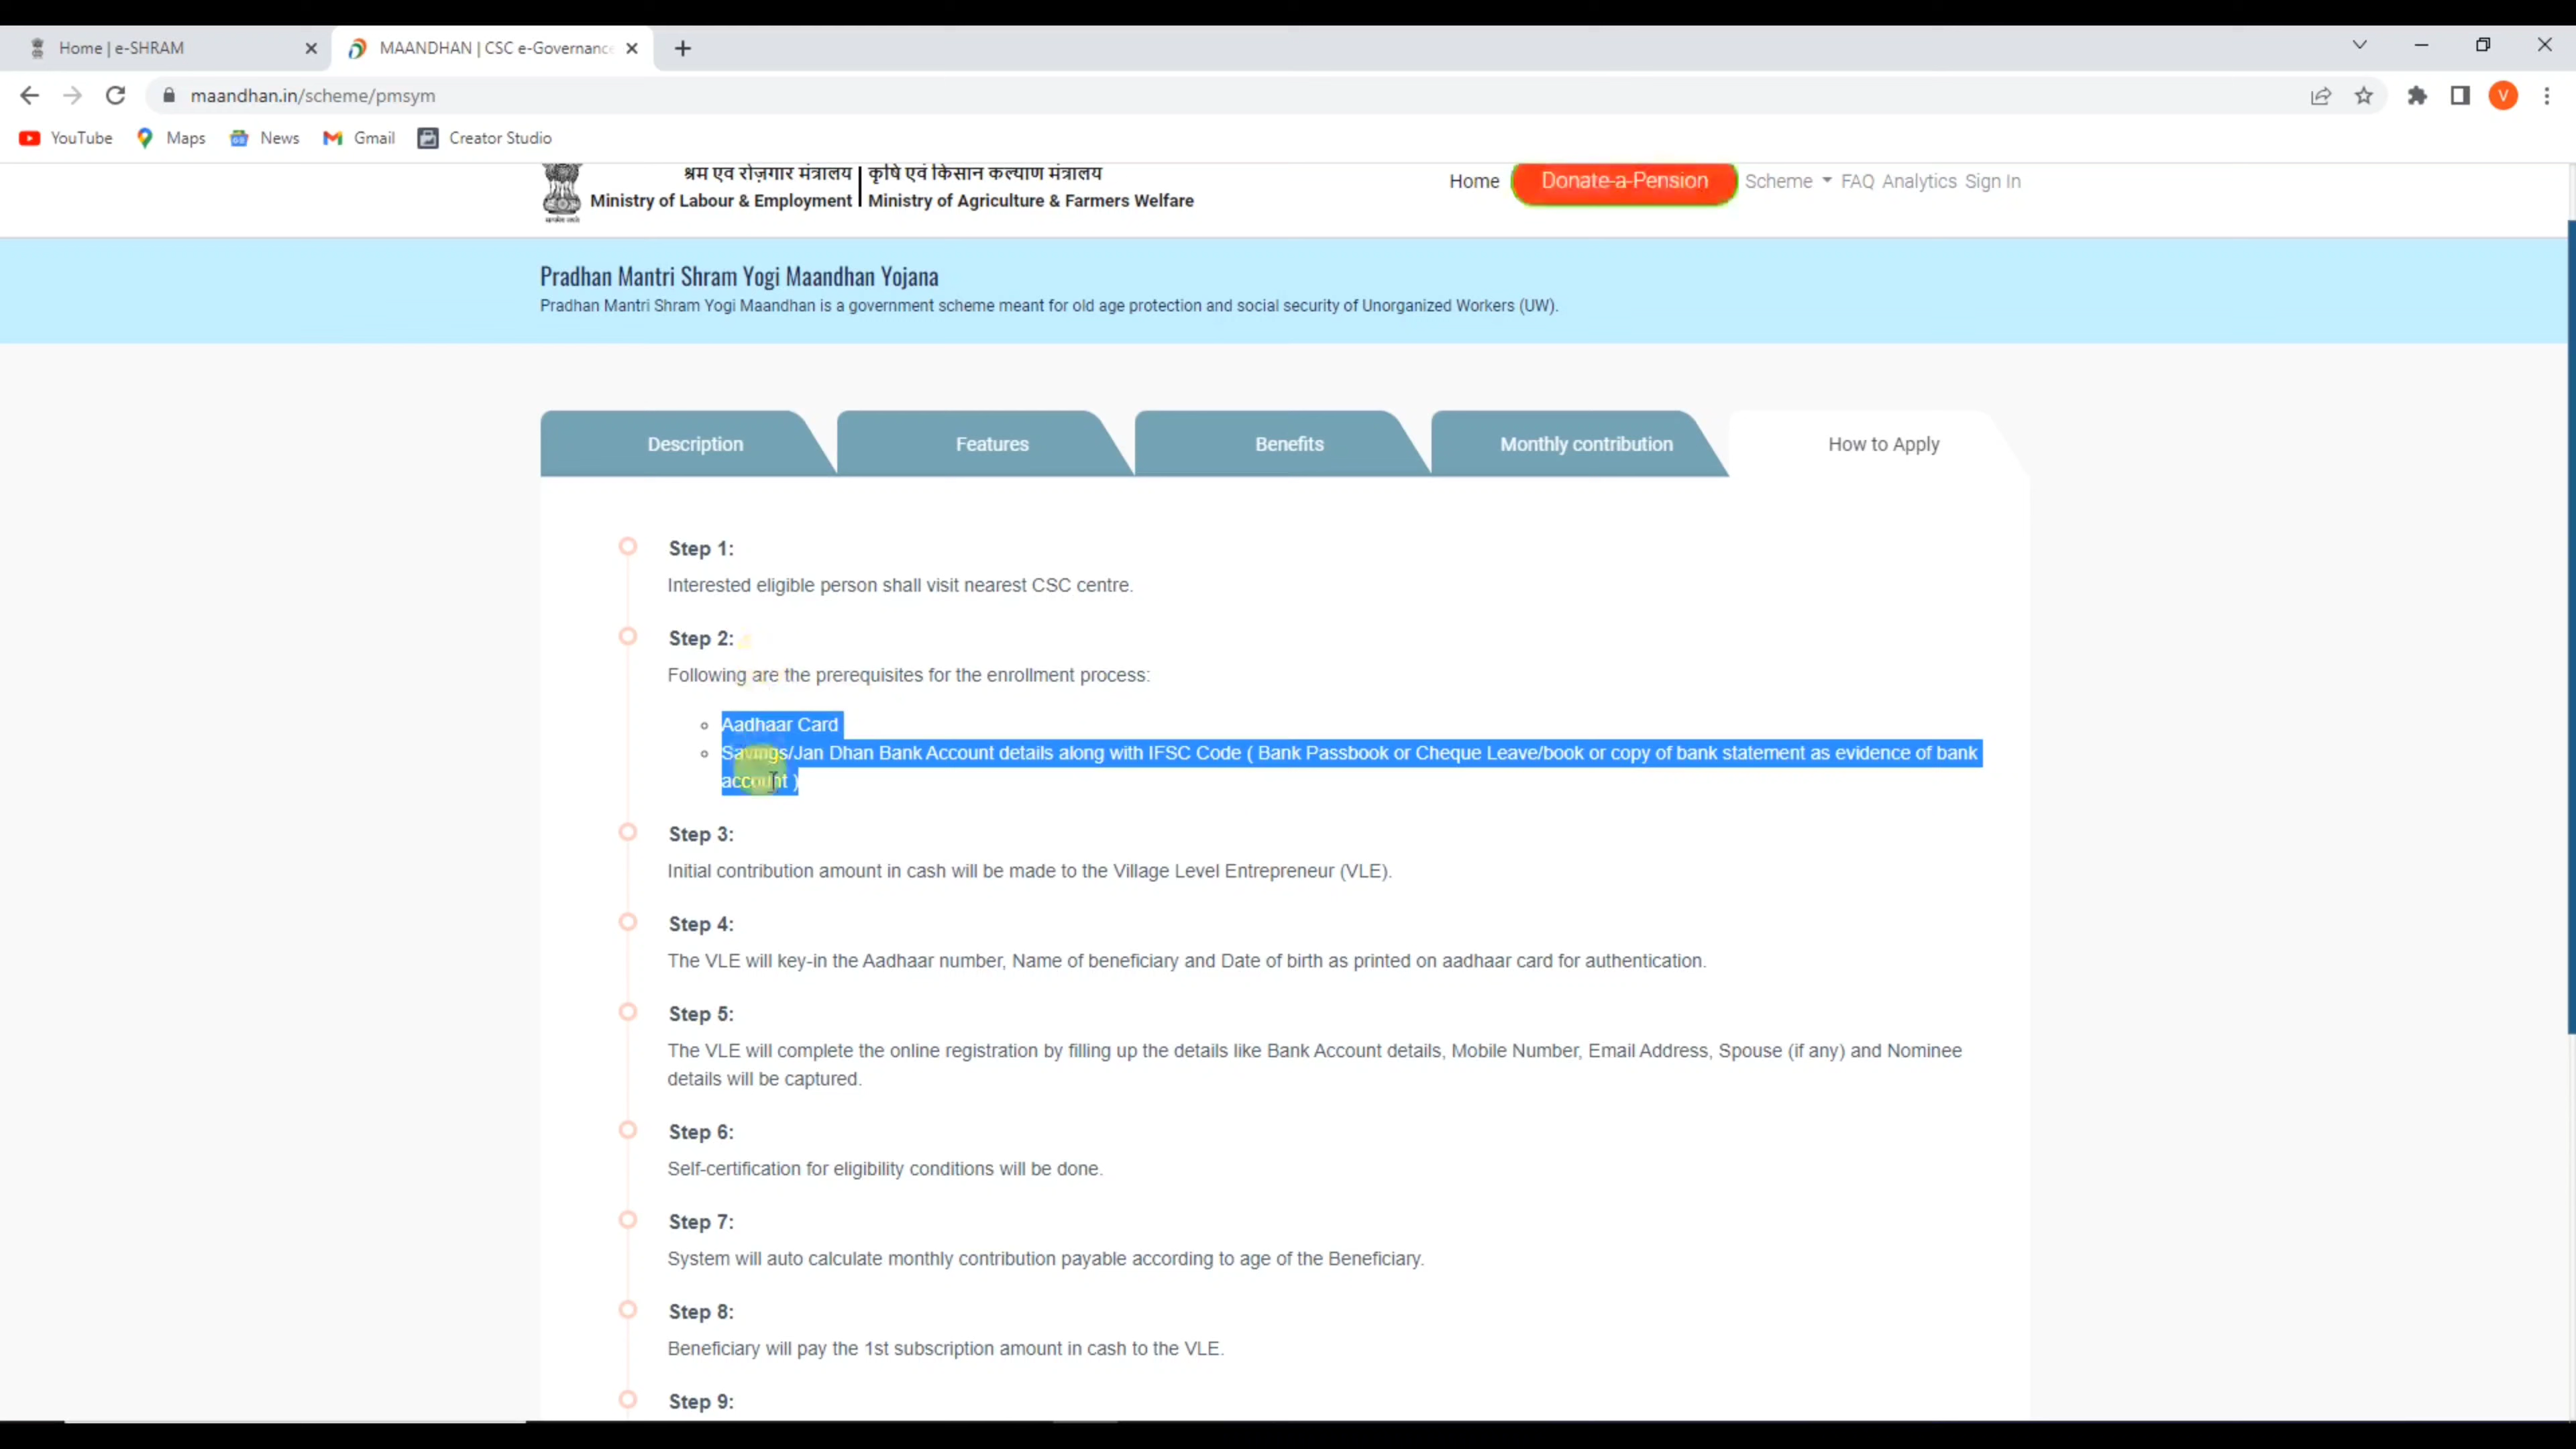 Home | e-SHRAM
MAANDHAN | CSC e-Governance
maandhan.in/scheme/pmsym
V
YouTube
Maps
News
Gmail
Creator Studio
श्रम एवं रोज़गार मंत्रालय
कृषि एवं किसान कल्याण मंत्रालय
Ministry of Labour & Employment
Ministry of Agriculture & Farmers Welfare
Home
Donate-a-Pension
Scheme
FAQ
Analytics
Sign In
Pradhan Mantri Shram Yogi Maandhan Yojana
Pradhan Mantri Shram Yogi Maandhan is a government scheme meant for old age protection and social security of Unorganized Workers (UW).
Description
Features
Benefits
Monthly contribution
How to Apply
Step 1:
Interested eligible person shall visit nearest CSC centre.
Step 2:
Following are the prerequisites for the enrollment process:
Aadhaar Card
Savings/Jan Dhan Bank Account details along with IFSC Code ( Bank Passbook or Cheque Leave/book or copy of bank statement as evidence of bank
account )
Step 3:
Initial contribution amount in cash will be made to the Village Level Entrepreneur (VLE).
Step 4:
The VLE will key-in the Aadhaar number, Name of beneficiary and Date of birth as printed on aadhaar card for authentication.
Step 5:
The VLE will complete the online registration by filling up the details like Bank Account details, Mobile Number, Email Address, Spouse (if any) and Nominee
details will be captured.
Step 6:
Self-certification for eligibility conditions will be done.
Step 7:
System will auto calculate monthly contribution payable according to age of the Beneficiary.
Step 8:
Beneficiary will pay the 1st subscription amount in cash to the VLE.
Step 9: